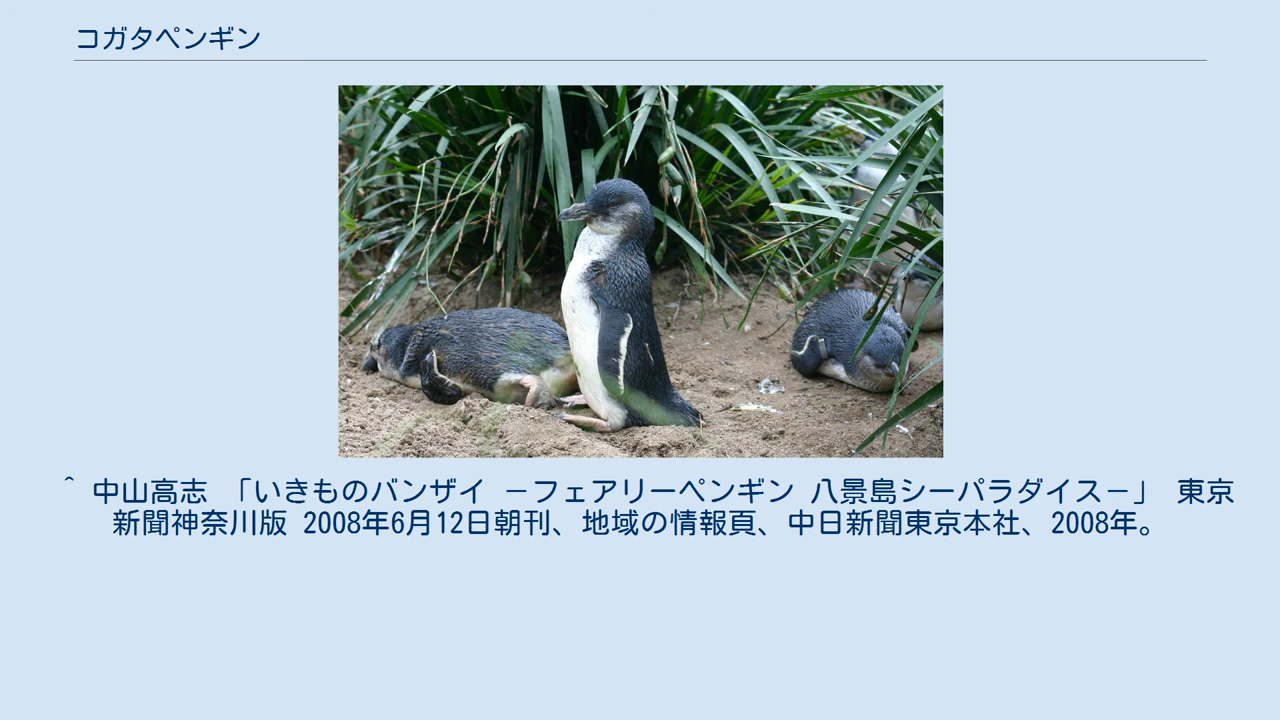 コガタペンギン
^ 中山高志 「いきものバンザイ －フェアリーペンギン 八景島シーパラダイス－」 東京
新聞神奈川版 2008年6月12日朝刊、地域の情報頁、中日新聞東京本社、2008年。